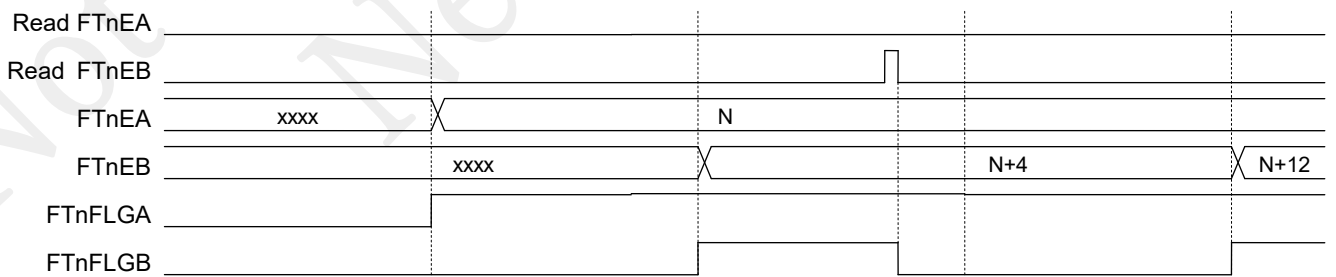 Read FTnEA
Read FTnEB
FTnEA xxxx N
FTnEB xxxx N+4 N+12
FTnFLGA
FTnFLGB